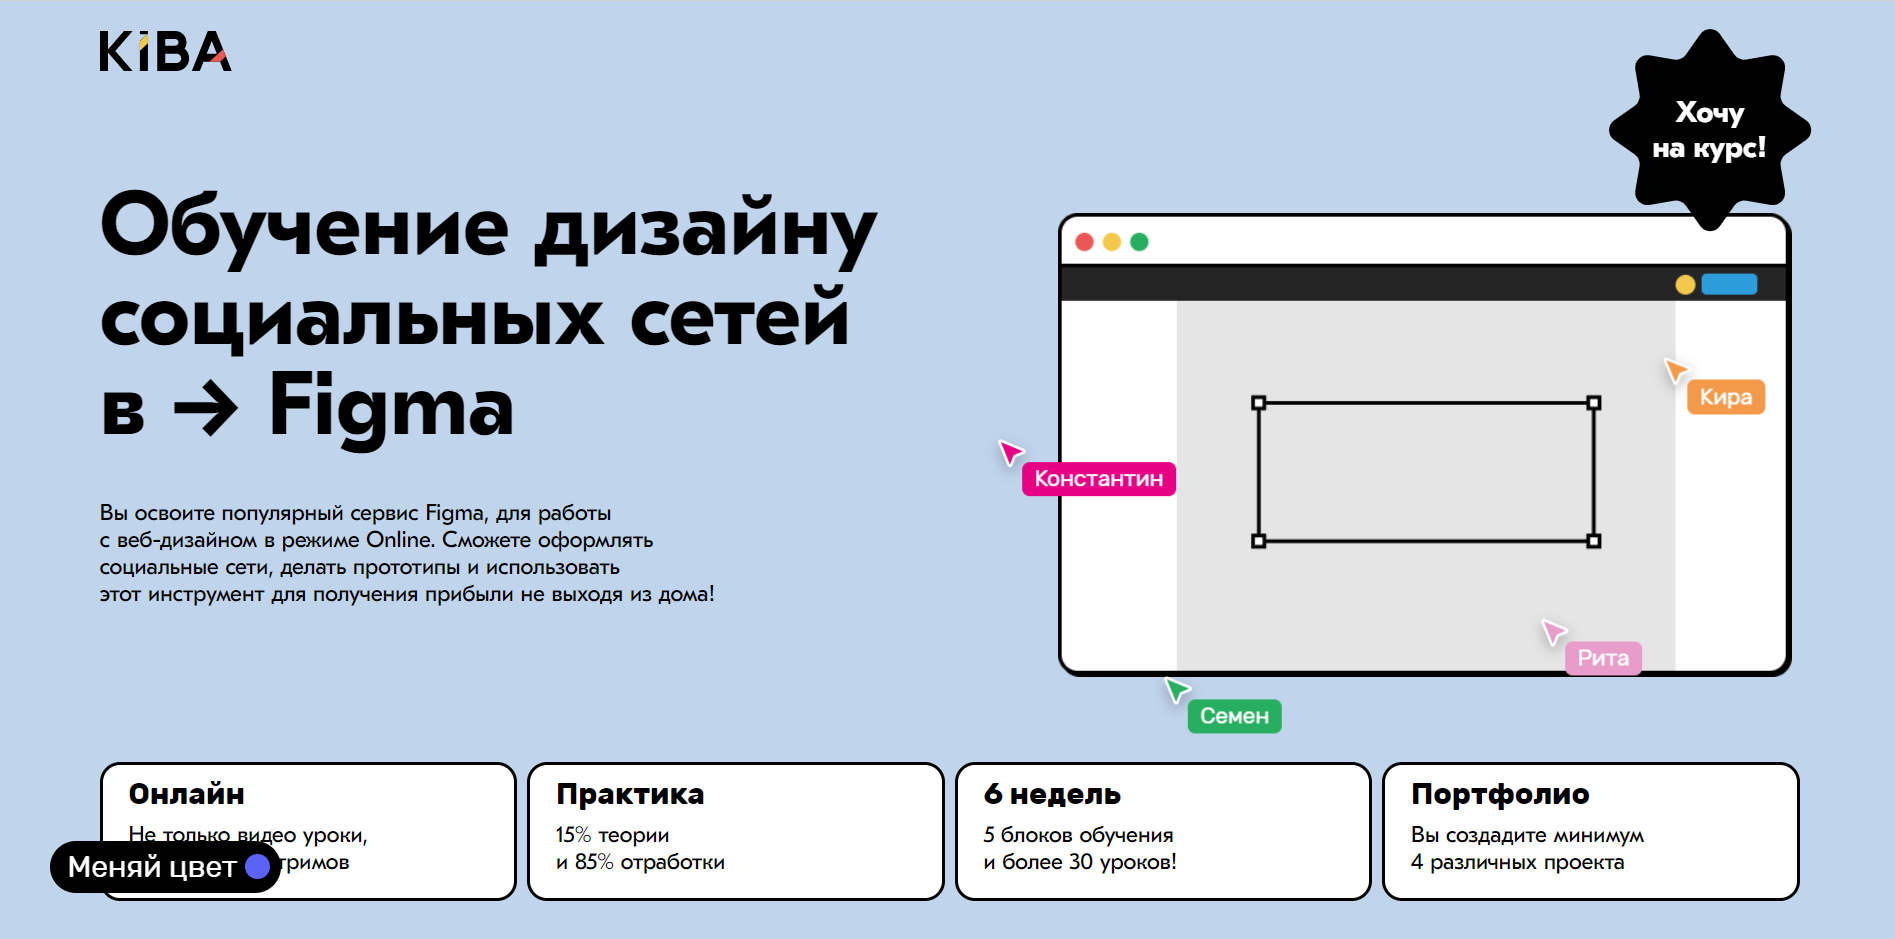 KiBA
Хочу
на курс!
Обучение дизайну
социальных сетей
в → Figma
Вы освоите популярный сервис Figma, для работы
с веб-дизайном в режиме Online. Сможете оформлять
социальные сети, делать прототипы и использовать
этот инструмент для получения прибыли не выходя из дома!
Кира
Константин
Рита
Семен
Онлайн
Не только видео уроки,
Практика
15% теории
и 85% отработки
6 недель
5 блоков обучения
и более 30 уроков!
Портфолио
Вы создадите минимум
4 различных проекта
Меняй цвет